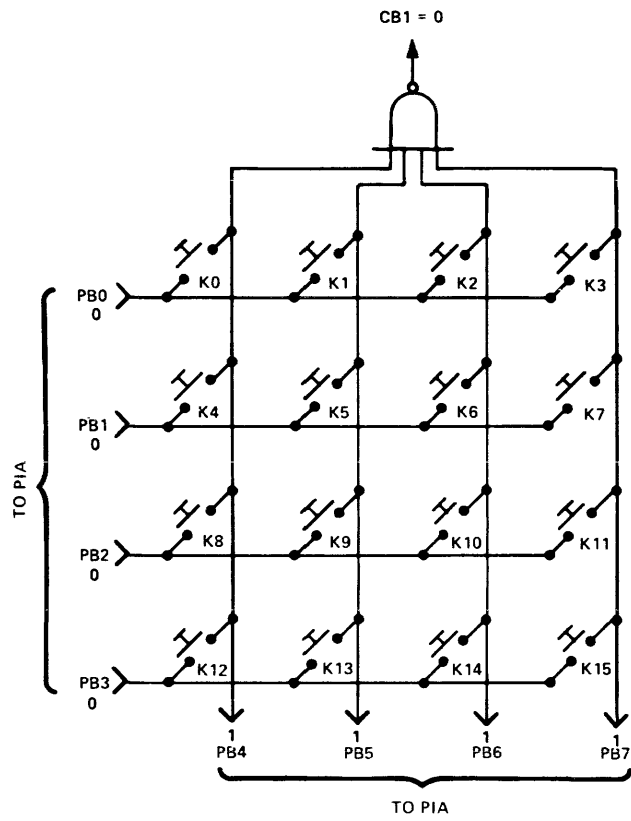 CB1 = 0
K0 K1 K2 K3
PB0
0
K4 K5 K6 K7
PB1
0
TO PIA
K8 K9 K10 K11
PB2
0
K12 K13 K14 K15
PB3
0
1 1 1 1
PB4 PB5 PB6 PB7
TO PIA